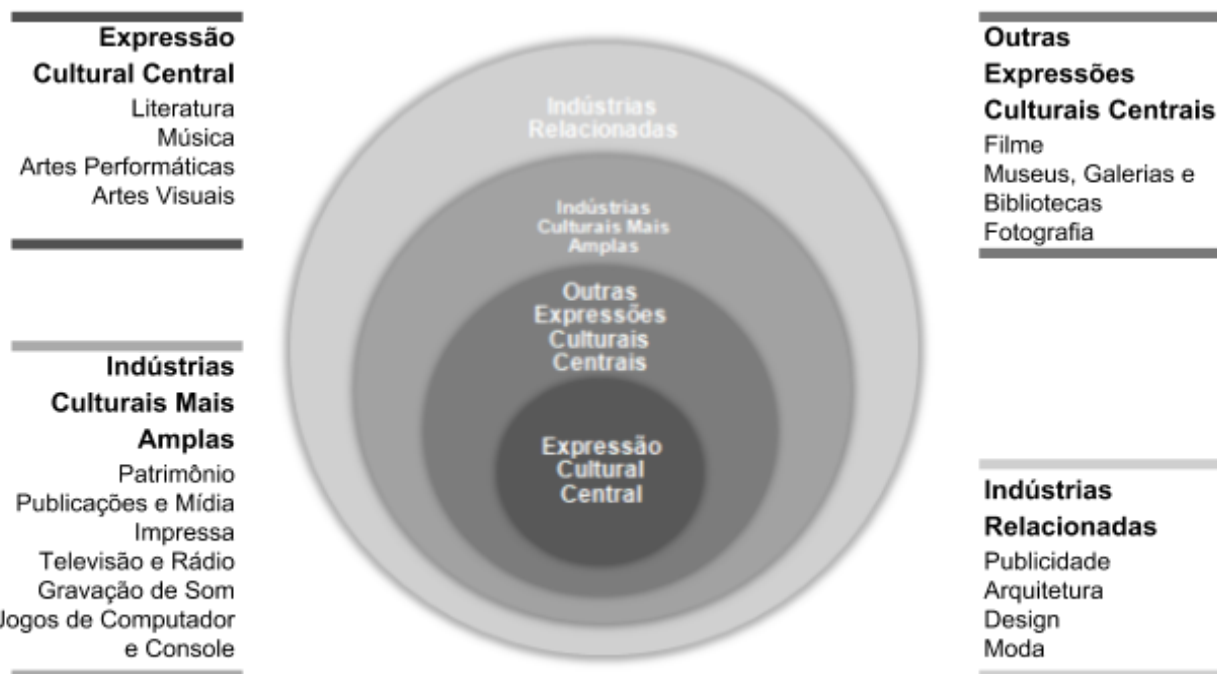 Expressão
Cultural Central
Literatura
Música
Artes Performáticas
Artes Visuais
Indústrias
Culturais Mais
Amplas
Patrimônio
Publicações e Mídia
Impressa
Televisão e Rádio
Gravação de Som
Jogos de Computador
e Console
Indústrias
Relacionadas
Indústrias
Culturais Mais
Amplas
Outras
Expressões
Culturais
Centrais
Expressão
Cultural
Central
Outras
Expressões
Culturais Centrais
Filme
Museus, Galerias e
Bibliotecas
Fotografia
Indústrias
Relacionadas
Publicidade
Arquitetura
Design
Moda